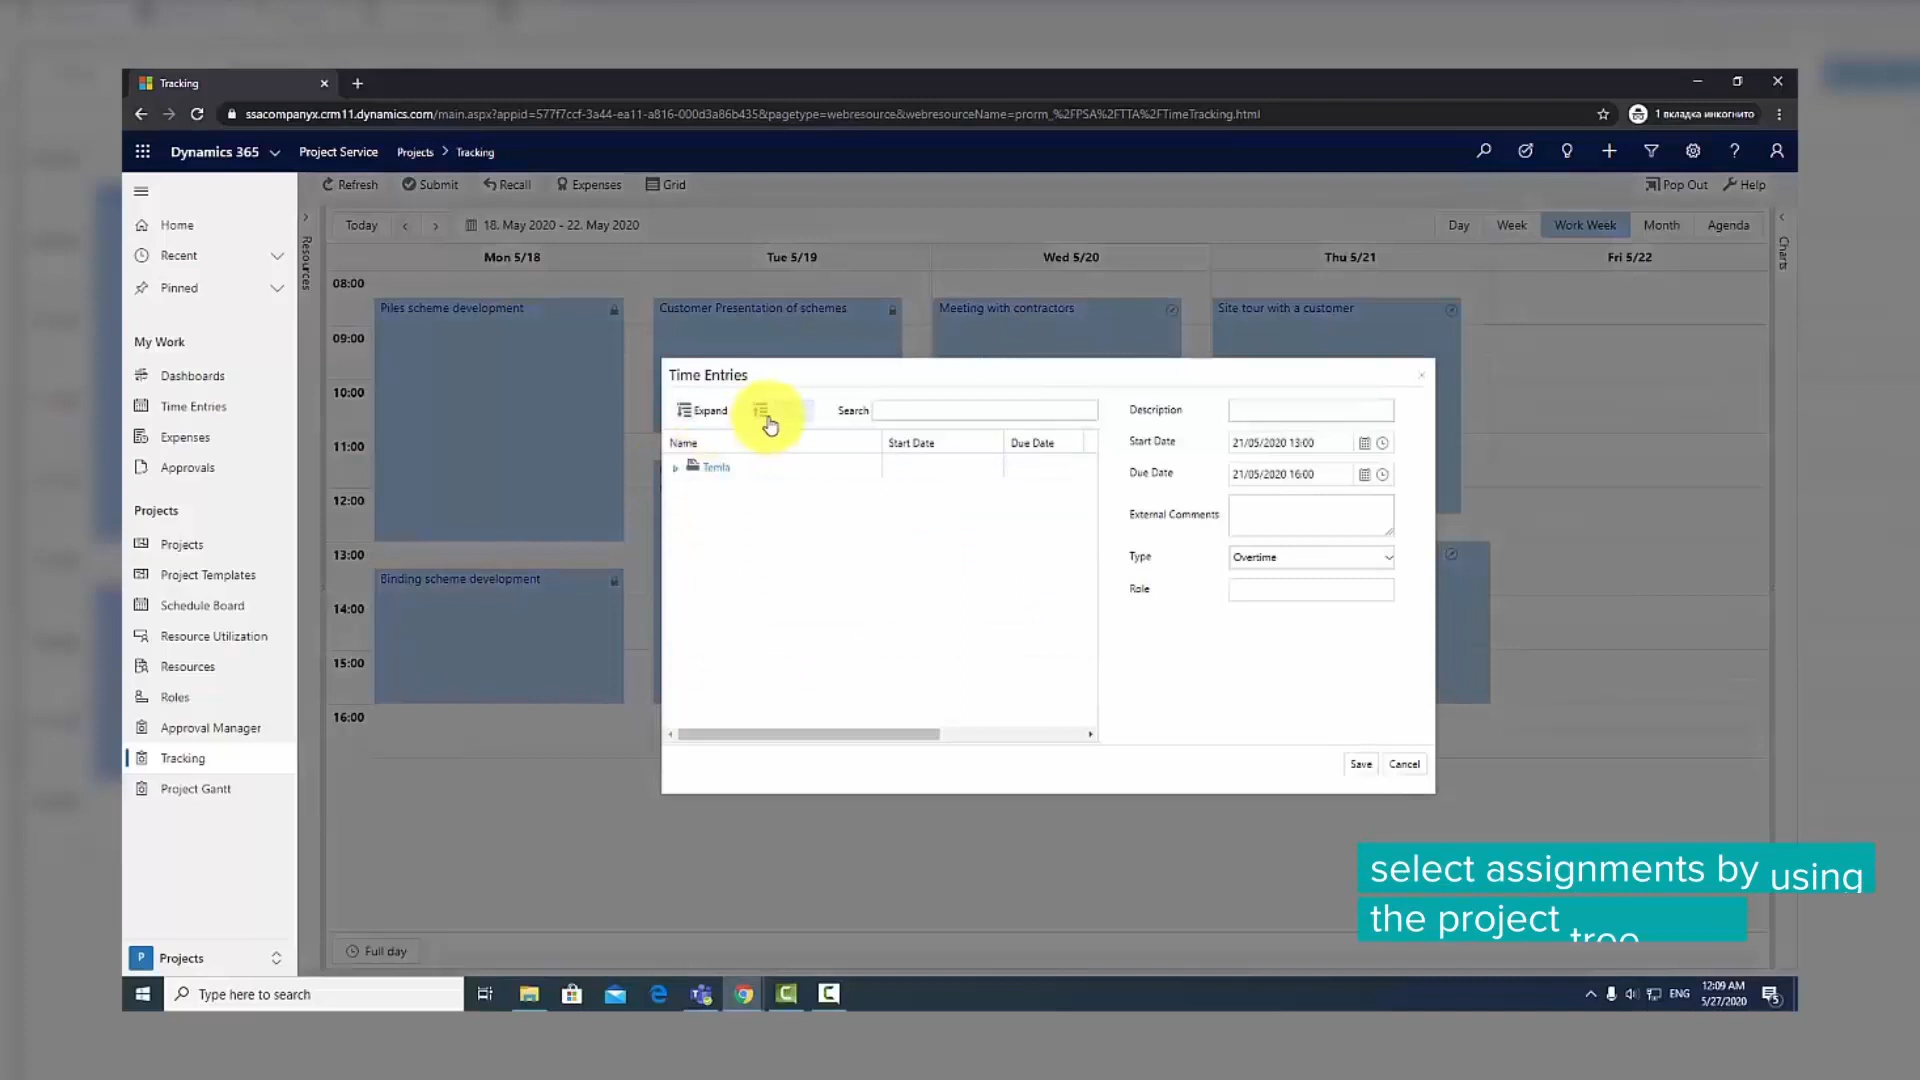 Tracking
ssacompanyx.crm11.dynamics.com/main.aspx?appid=577f7ccf-3a44-ea11-a816-000d3a86b435&pagetype=webresource&webresourceName=prorm_%2FPSA%2FTTA%2FTimeTracking.html
1 вкладка инкогнито
Dynamics 365 Project Service Projects > Tracking
Refresh Submit Recall Expenses Grid Pop Out Help
Home
Recent
Pinned
My Work
Dashboards
Time Entries
Expenses
Approvals
Projects
Projects
Project Templates
Schedule Board
Resource Utilization
Resources
Roles
Approval Manager
Tracking
Project Gantt
P Projects
Resources
Today 18. May 2020 - 22. May 2020 Day Week Work Week Month Agenda
Charts
Mon 5/18 Tue 5/19 Wed 5/20 Thu 5/21 Fri 5/22
08:00
Piles scheme development Customer Presentation of schemes Meeting with contractors Site tour with a customer
09:00
10:00
11:00
12:00
13:00
Binding scheme development
14:00
15:00
16:00
Full day
Time Entries
Expand Search
Name Start Date Due Date
Temla
Description
Start Date 21/05/2020 13:00
Due Date 21/05/2020 16:00
External Comments
Type Overtime
Role
Save Cancel
select assignments by using
the project tree
Type here to search
ENG 12:09 AM
5/27/2020
5